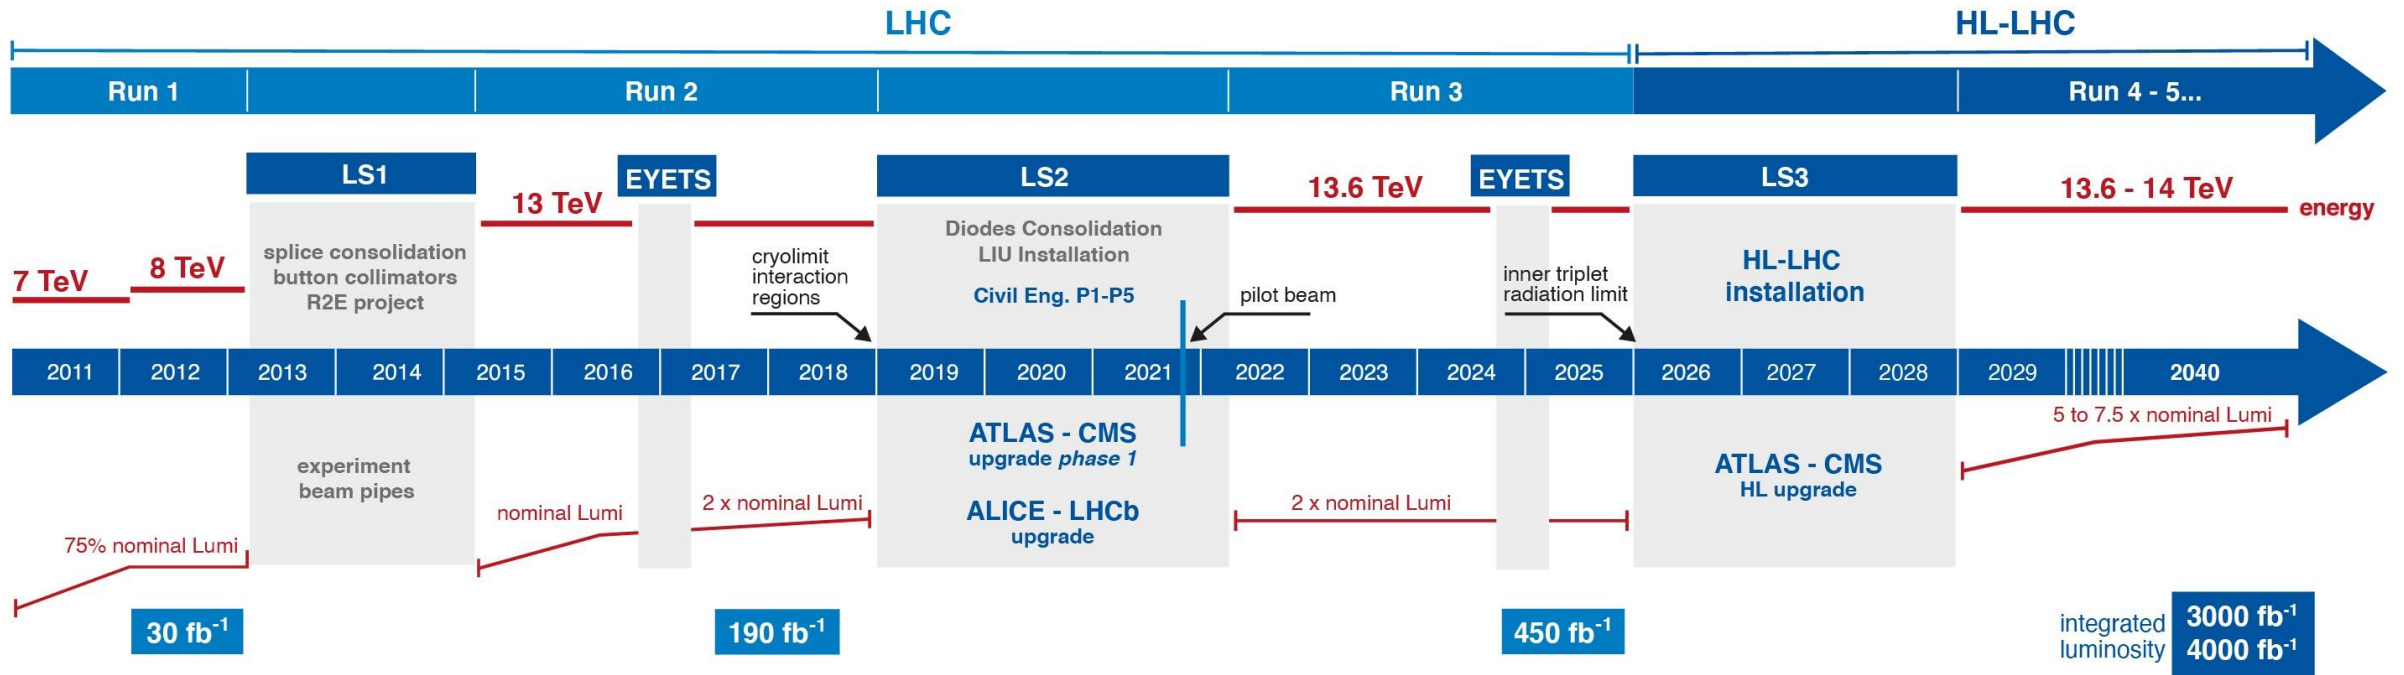 LHC
HL-LHC
Run 1
Run 2
Run 3
Run 4 - 5...
LS1
EYETS
LS2
EYETS
LS3
7 TeV
8 TeV
13 TeV
13.6 TeV
13.6 - 14 TeV
energy
splice consolidation
button collimators
R2E project
cryolimit
interaction
regions
Diodes Consolidation
LIU Installation
Civil Eng. P1-P5
pilot beam
inner triplet
radiation limit
HL-LHC
installation
2011
2012
2013
2014
2015
2016
2017
2018
2019
2020
2021
2022
2023
2024
2025
2026
2027
2028
2029
2040
75% nominal Lumi
experiment
beam pipes
nominal Lumi
2 x nominal Lumi
ATLAS - CMS
upgrade phase 1
ALICE - LHCb
upgrade
2 x nominal Lumi
ATLAS - CMS
HL upgrade
5 to 7.5 x nominal Lumi
30 fb⁻¹
190 fb⁻¹
450 fb⁻¹
integrated
luminosity
3000 fb⁻¹
4000 fb⁻¹